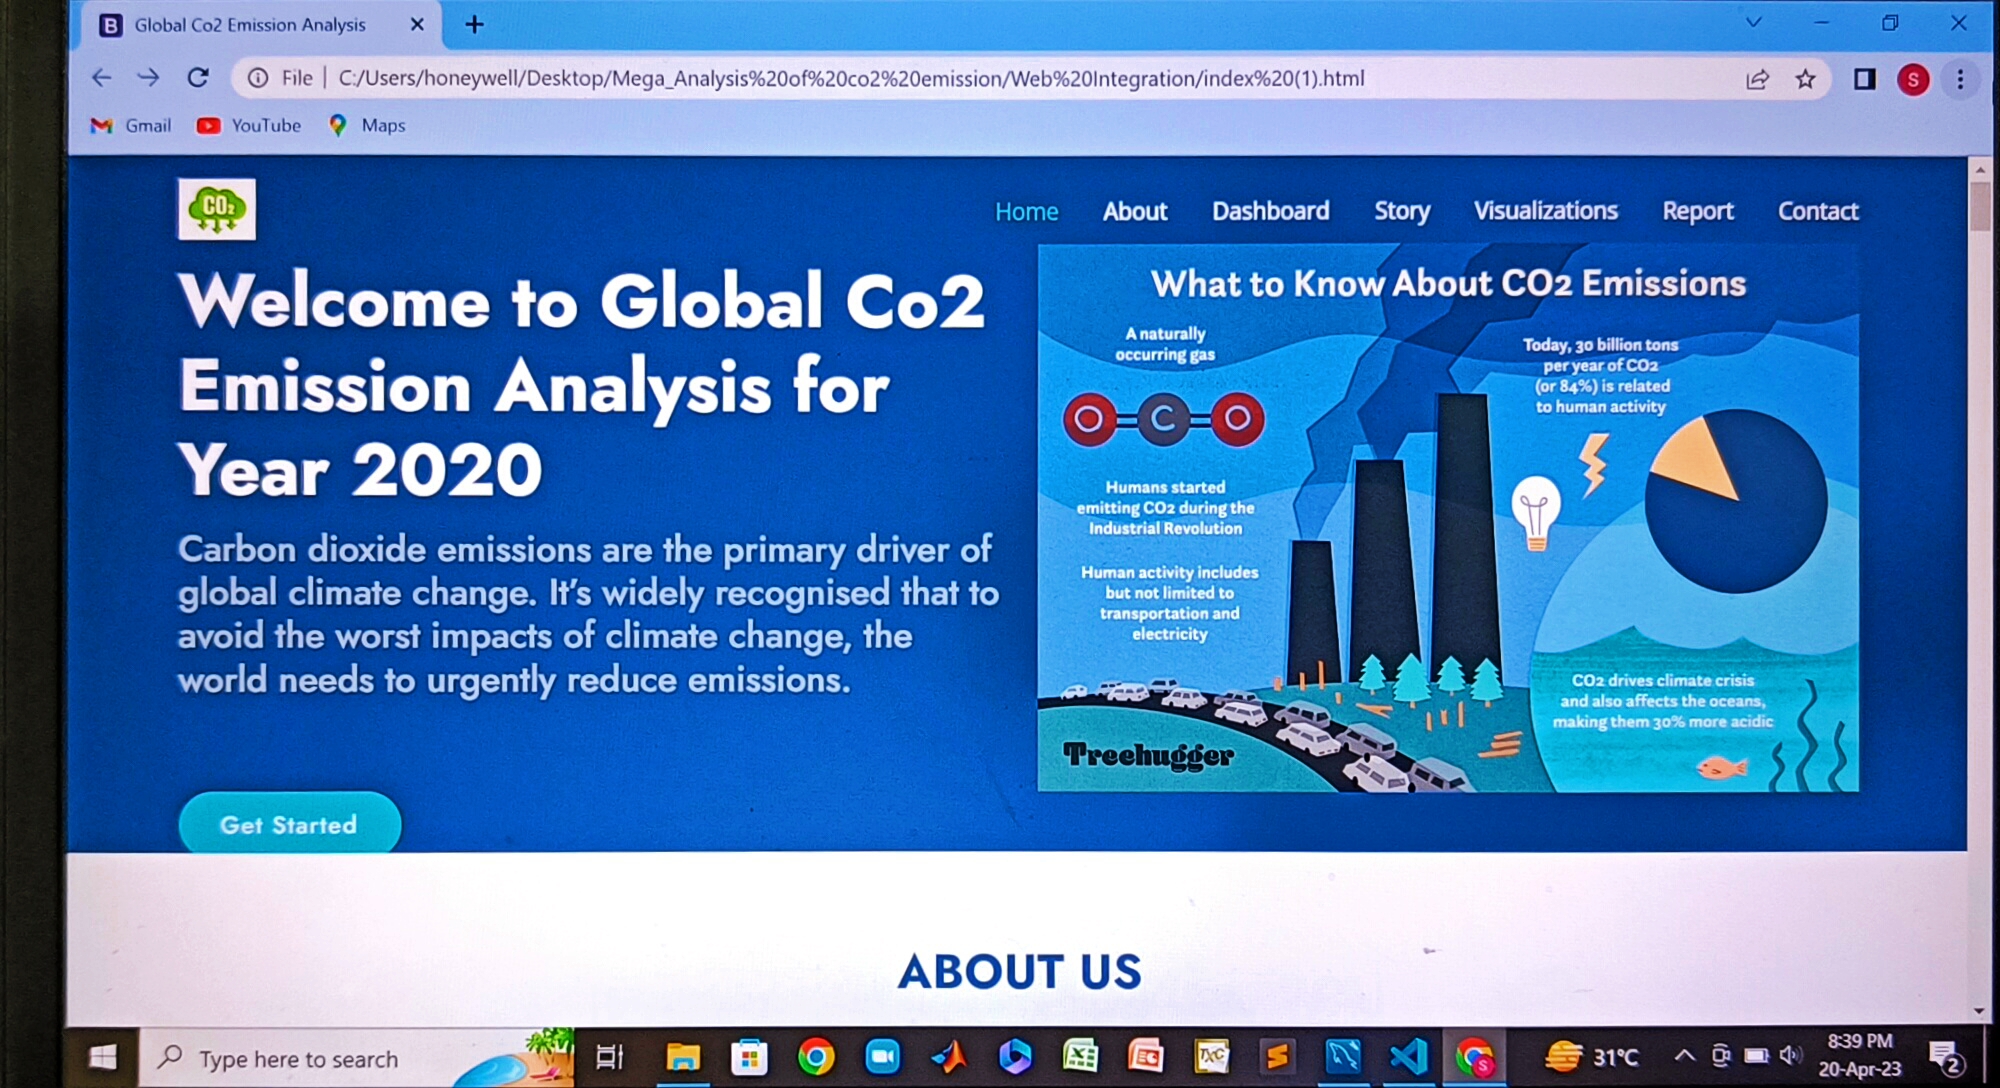 Global Co2 Emission Analysis
File | C:/Users/honeywell/Desktop/Mega_Analysis%20of%20co2%20emission/Web%20Integration/index%20(1).html
S
Gmail YouTube Maps
CO2
Home About Dashboard Story Visualizations Report Contact
Welcome to Global Co2
Emission Analysis for
Year 2020
Carbon dioxide emissions are the primary driver of
global climate change. It's widely recognised that to
avoid the worst impacts of climate change, the
world needs to urgently reduce emissions.
Get Started
What to Know About CO2 Emissions
A naturally
occurring gas
O C O
Humans started
emitting CO2 during the
Industrial Revolution
Human activity includes
but not limited to
transportation and
electricity
Today, 30 billion tons
per year of CO2
(or 84%) is related
to human activity
CO2 drives climate crisis
and also affects the oceans,
making them 30% more acidic
Treehugger
ABOUT US
Type here to search
TXC
S
31°C
8:39 PM
20-Apr-23
2